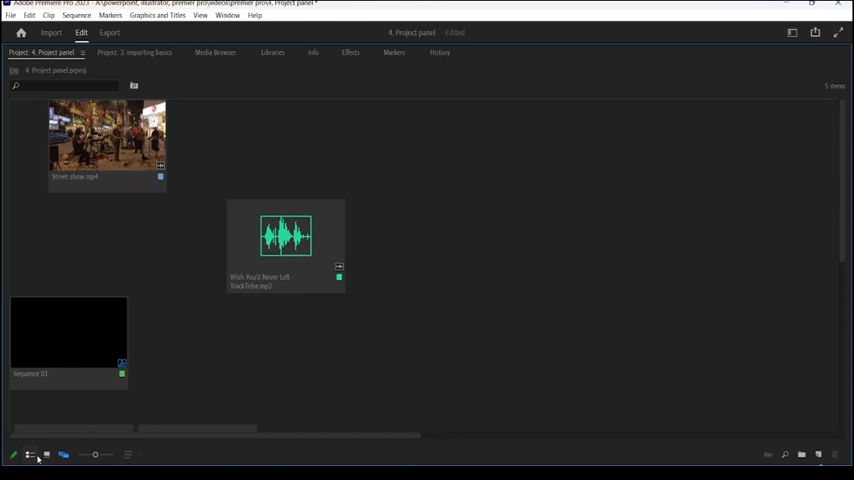 Adobe Premiere Pro 2023 - A:\powerpoint, illustrator, premier pro\videos\premier pro\4. Project panel *
File Edit Clip Sequence Markers Graphics and Titles View Window Help
Import Edit Export 4. Project panel - Edited
Project: 4. Project panel Project: 3. importing basics Media Browser Libraries Info Effects Markers History
4. Project panel.prproj
5 items
Street show.mp4
Wish You'd Never Left -
TrackTribe.mp3
Sequence 01